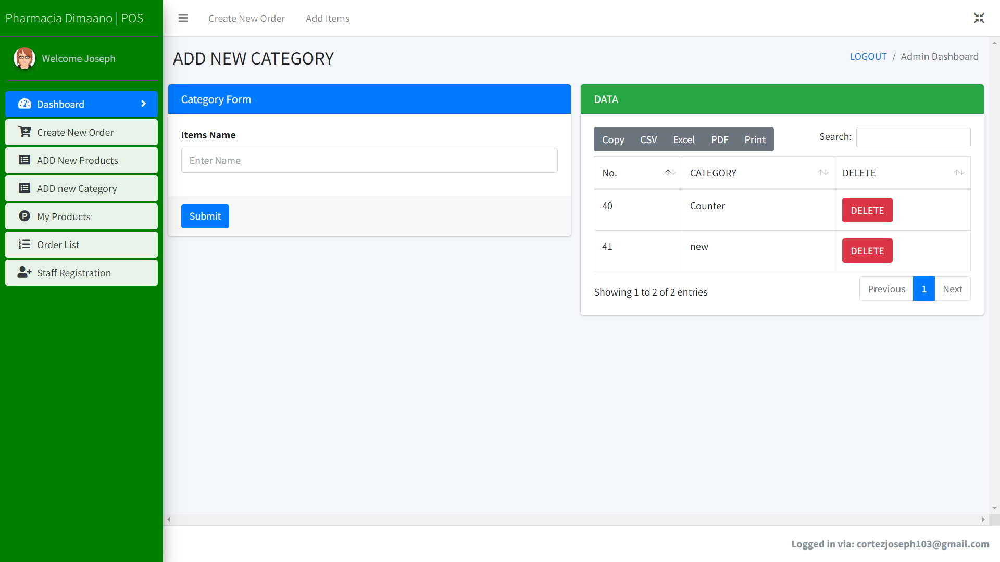 Pharmacia Dimaano | POS
Create New Order
Add Items
Welcome Joseph
Dashboard
Create New Order
ADD New Products
ADD new Category
My Products
Order List
Staff Registration
ADD NEW CATEGORY
LOGOUT / Admin Dashboard
Category Form
Items Name
Enter Name
Submit
DATA
Copy CSV Excel PDF Print
Search:
No. CATEGORY DELETE
40 Counter DELETE
41 new DELETE
Showing 1 to 2 of 2 entries
Previous 1 Next
Logged in via: cortezjoseph103@gmail.com